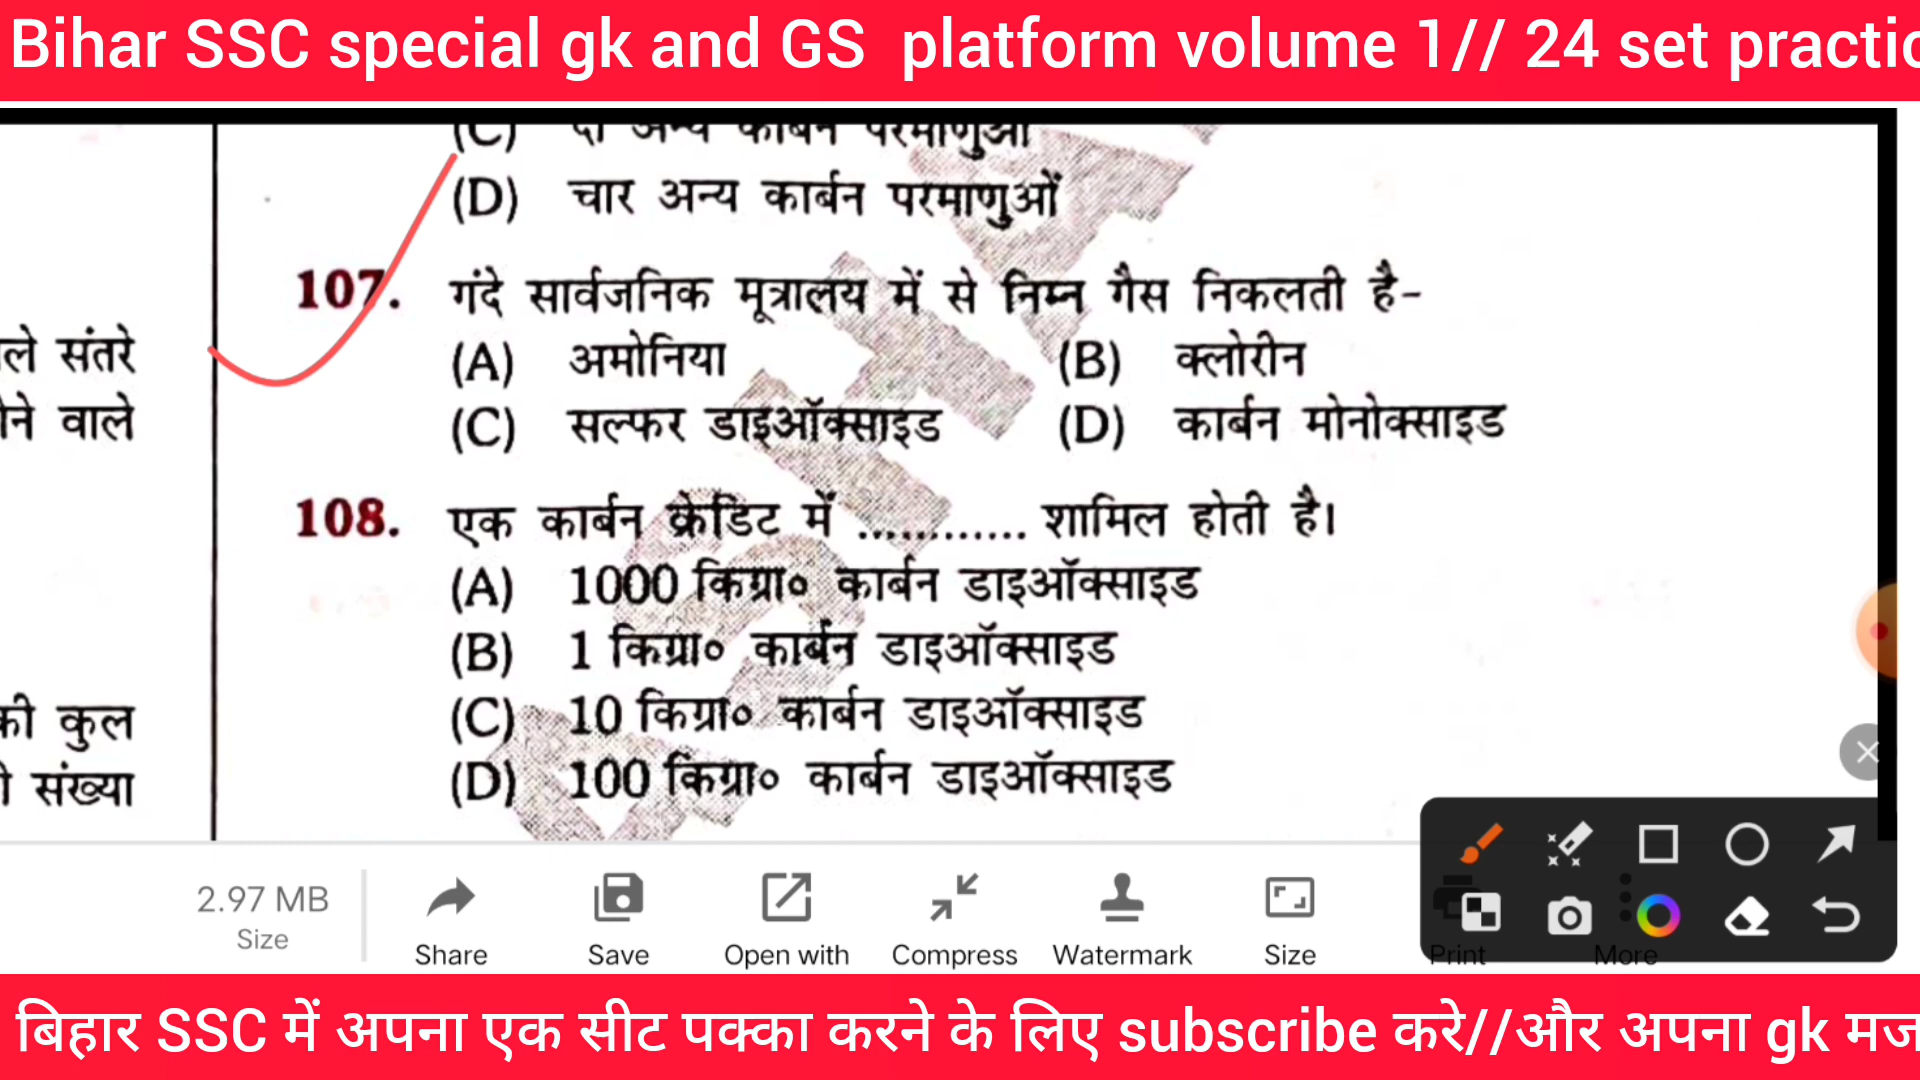 Bihar SSC special gk and GS platform volume 1// 24 set practic
(C) दो अन्य कार्बन परमाणुओं
(D) चार अन्य कार्बन परमाणुओं
107. गंदे सार्वजनिक मूत्रालय में से निम्न गैस निकलती है-
(A) अमोनिया (B) क्लोरीन
(C) सल्फर डाइऑक्साइड (D) कार्बन मोनोक्साइड
108. एक कार्बन क्रेडिट में ............ शामिल होती है।
(A) 1000 किग्रा० कार्बन डाइऑक्साइड
(B) 1 किग्रा० कार्बन डाइऑक्साइड
(C) 10 किग्रा० कार्बन डाइऑक्साइड
(D) 100 किग्रा० कार्बन डाइऑक्साइड
ले संतरे
ने वाले
की कुल
संख्या
2.97 MB
Size
Share Save Open with Compress Watermark Size Print More
बिहार SSC में अपना एक सीट पक्का करने के लिए subscribe करे//और अपना gk मज